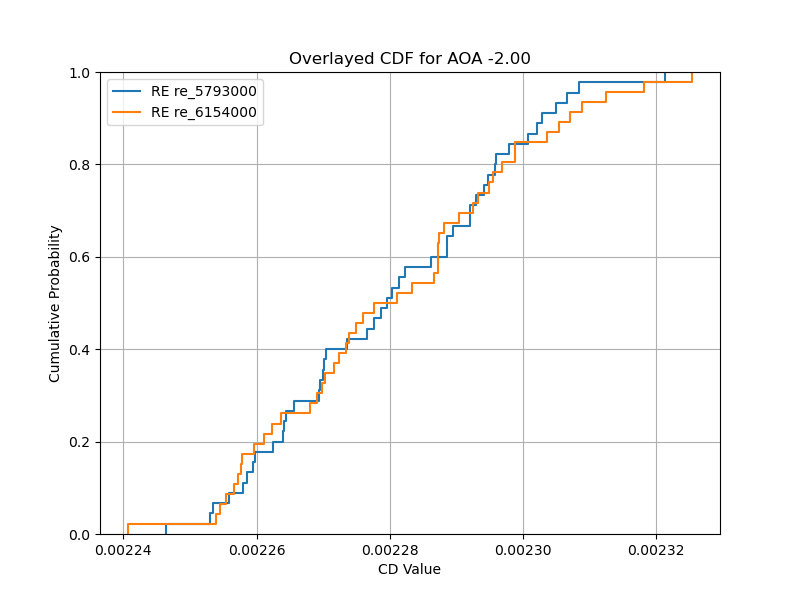 Overlayed CDF for AOA -2.00
RE re_5793000
RE re_6154000
Cumulative Probability
1.0
0.8
0.6
0.4
0.2
0.0
0.00224 0.00226 0.00228 0.00230 0.00232
CD Value